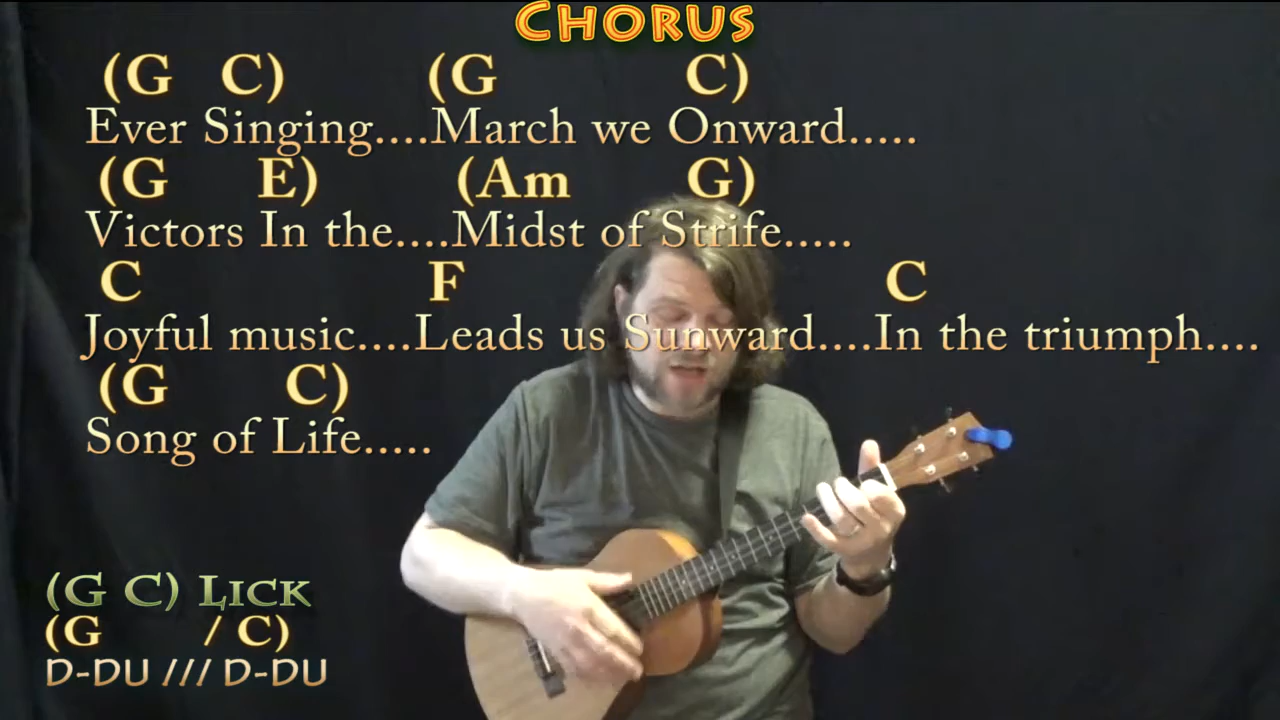 CHORUS
(G C) (G C)
Ever Singing....March we Onward.....
(G E) (Am G)
Victors In the....Midst of Strife.....
C F C
Joyful music....Leads us Sunward....In the triumph....
(G C)
Song of Life.....
(G C) LICK
(G / C)
D-DU /// D-DU